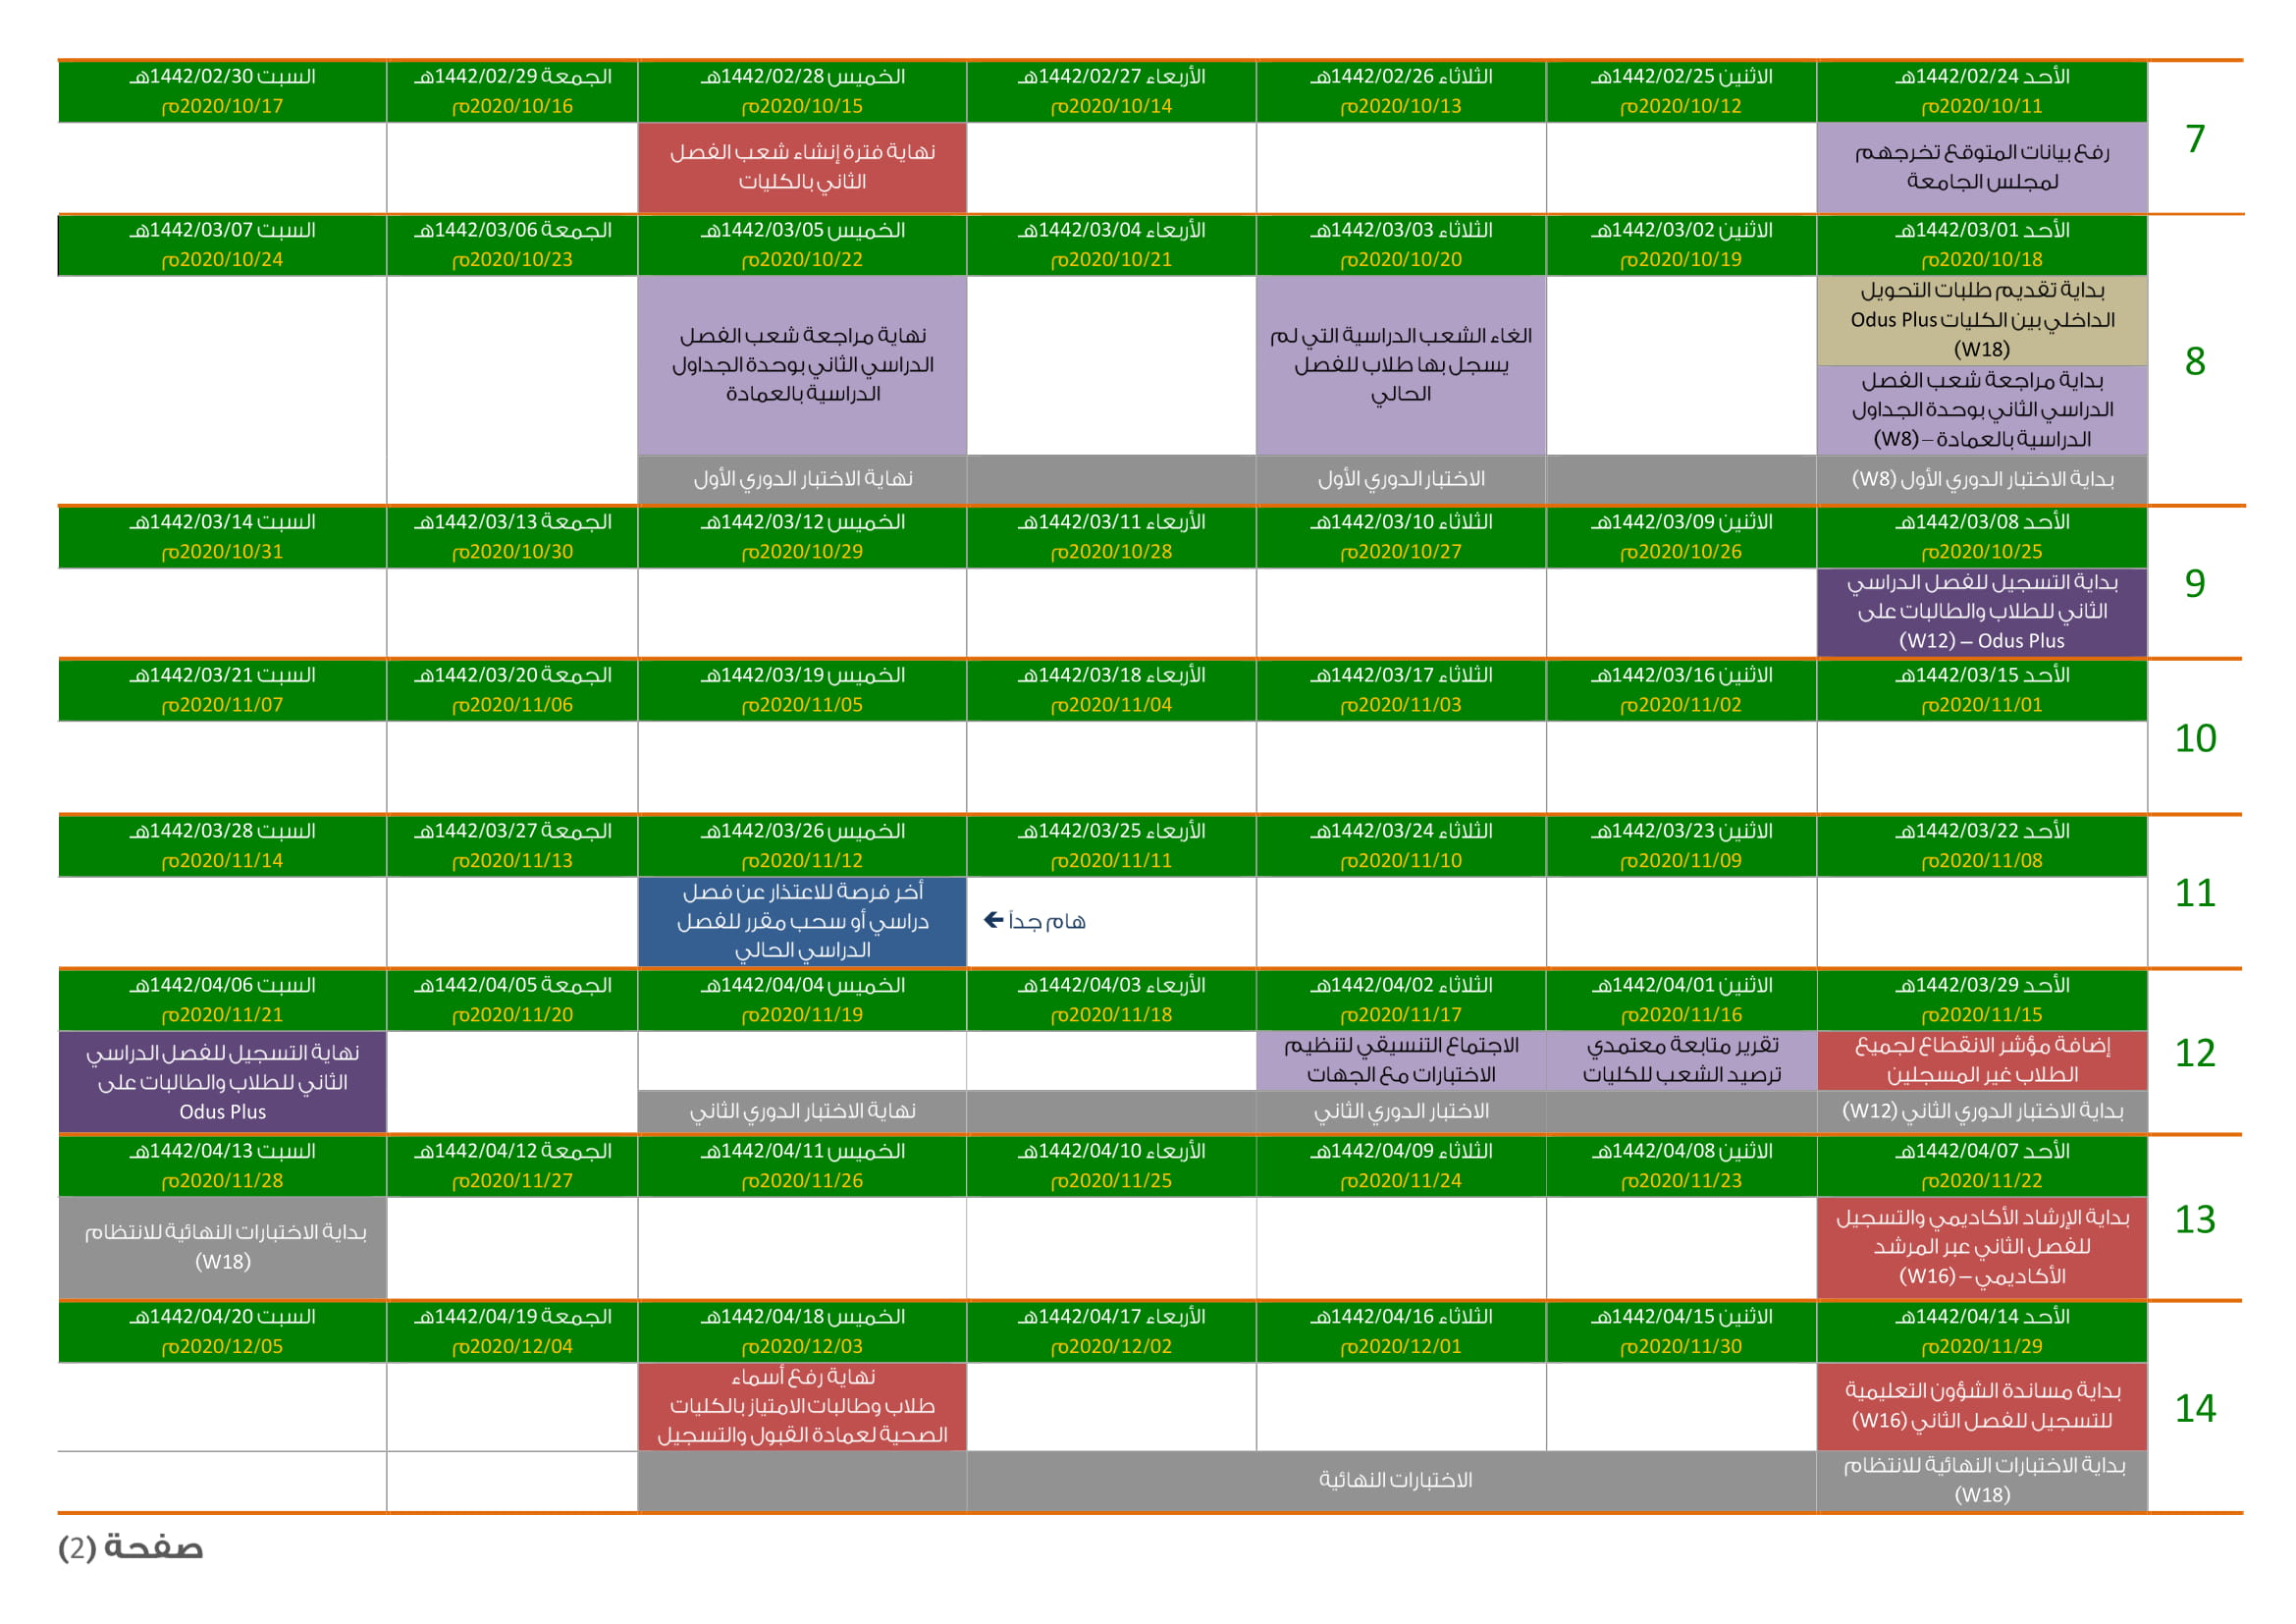 7
الأحد 1442/02/24هـ
2020/10/11م
الاثنين 1442/02/25هـ
2020/10/12م
الثلاثاء 1442/02/26هـ
2020/10/13م
الأربعاء 1442/02/27هـ
2020/10/14م
الخميس 1442/02/28هـ
2020/10/15م
الجمعة 1442/02/29هـ
2020/10/16م
السبت 1442/02/30هـ
2020/10/17م
رفع بيانات المتوقع تخرجهم
لمجلس الجامعة
نهاية فترة إنشاء شعب الفصل
الثاني بالكليات
8
الأحد 1442/03/01هـ
2020/10/18م
الاثنين 1442/03/02هـ
2020/10/19م
الثلاثاء 1442/03/03هـ
2020/10/20م
الأربعاء 1442/03/04هـ
2020/10/21م
الخميس 1442/03/05هـ
2020/10/22م
الجمعة 1442/03/06هـ
2020/10/23م
السبت 1442/03/07هـ
2020/10/24م
بداية تقديم طلبات التحويل
الداخلي بين الكليات Odus Plus
(W18)
بداية مراجعة شعب الفصل
الدراسي الثاني بوحدة الجداول
الدراسية بالعمادة – (W8)
الغاء الشعب الدراسية التي لم
يسجل بها طلاب للفصل
الحالي
نهاية مراجعة شعب الفصل
الدراسي الثاني بوحدة الجداول
الدراسية بالعمادة
بداية الاختبار الدوري الأول (W8)
الاختبار الدوري الأول
نهاية الاختبار الدوري الأول
9
الأحد 1442/03/08هـ
2020/10/25م
الاثنين 1442/03/09هـ
2020/10/26م
الثلاثاء 1442/03/10هـ
2020/10/27م
الأربعاء 1442/03/11هـ
2020/10/28م
الخميس 1442/03/12هـ
2020/10/29م
الجمعة 1442/03/13هـ
2020/10/30م
السبت 1442/03/14هـ
2020/10/31م
بداية التسجيل للفصل الدراسي
الثاني للطلاب والطالبات على
Odus Plus – (W12)
10
الأحد 1442/03/15هـ
2020/11/01م
الاثنين 1442/03/16هـ
2020/11/02م
الثلاثاء 1442/03/17هـ
2020/11/03م
الأربعاء 1442/03/18هـ
2020/11/04م
الخميس 1442/03/19هـ
2020/11/05م
الجمعة 1442/03/20هـ
2020/11/06م
السبت 1442/03/21هـ
2020/11/07م
11
الأحد 1442/03/22هـ
2020/11/08م
الاثنين 1442/03/23هـ
2020/11/09م
الثلاثاء 1442/03/24هـ
2020/11/10م
الأربعاء 1442/03/25هـ
2020/11/11م
الخميس 1442/03/26هـ
2020/11/12م
الجمعة 1442/03/27هـ
2020/11/13م
السبت 1442/03/28هـ
2020/11/14م
هام جداً ←
أخر فرصة للاعتذار عن فصل
دراسي أو سحب مقرر للفصل
الدراسي الحالي
12
الأحد 1442/03/29هـ
2020/11/15م
الاثنين 1442/04/01هـ
2020/11/16م
الثلاثاء 1442/04/02هـ
2020/11/17م
الأربعاء 1442/04/03هـ
2020/11/18م
الخميس 1442/04/04هـ
2020/11/19م
الجمعة 1442/04/05هـ
2020/11/20م
السبت 1442/04/06هـ
2020/11/21م
إضافة مؤشر الانقطاع لجميع
الطلاب غير المسجلين
تقرير متابعة معتمدي
ترصيد الشعب للكليات
الاجتماع التنسيقي لتنظيم
الاختبارات مع الجهات
نهاية التسجيل للفصل الدراسي
الثاني للطلاب والطالبات على
Odus Plus
بداية الاختبار الدوري الثاني (W12)
الاختبار الدوري الثاني
نهاية الاختبار الدوري الثاني
13
الأحد 1442/04/07هـ
2020/11/22م
الاثنين 1442/04/08هـ
2020/11/23م
الثلاثاء 1442/04/09هـ
2020/11/24م
الأربعاء 1442/04/10هـ
2020/11/25م
الخميس 1442/04/11هـ
2020/11/26م
الجمعة 1442/04/12هـ
2020/11/27م
السبت 1442/04/13هـ
2020/11/28م
بداية الإرشاد الأكاديمي والتسجيل
للفصل الثاني عبر المرشد
الأكاديمي – (W16)
بداية الاختبارات النهائية للانتظام
(W18)
14
الأحد 1442/04/14هـ
2020/11/29م
الاثنين 1442/04/15هـ
2020/11/30م
الثلاثاء 1442/04/16هـ
2020/12/01م
الأربعاء 1442/04/17هـ
2020/12/02م
الخميس 1442/04/18هـ
2020/12/03م
الجمعة 1442/04/19هـ
2020/12/04م
السبت 1442/04/20هـ
2020/12/05م
بداية مساندة الشؤون التعليمية
للتسجيل للفصل الثاني (W16)
نهاية رفع أسماء
طلاب وطالبات الامتياز بالكليات
الصحية لعمادة القبول والتسجيل
بداية الاختبارات النهائية للانتظام
(W18)
الاختبارات النهائية
صفحة (2)